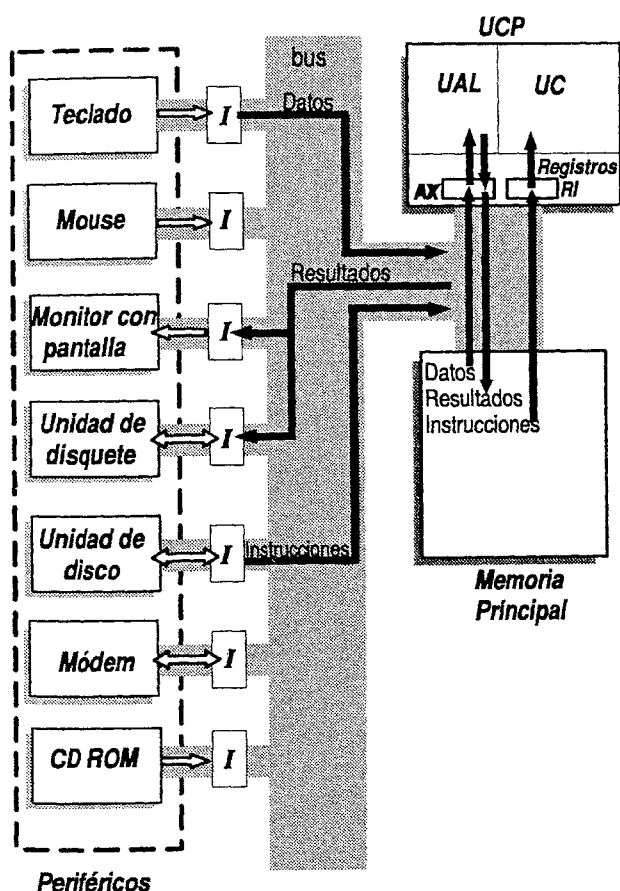 UCP
bus
UAL
UC
Teclado
I
Datos
Registros
AX
RI
Mouse
I
Resultados
Monitor con
pantalla
I
Datos
Resultados
Instrucciones
Unidad de
disquete
I
Unidad de
disco
I
Instrucciones
Memoria
Principal
Módem
I
CD ROM
I
Periféricos